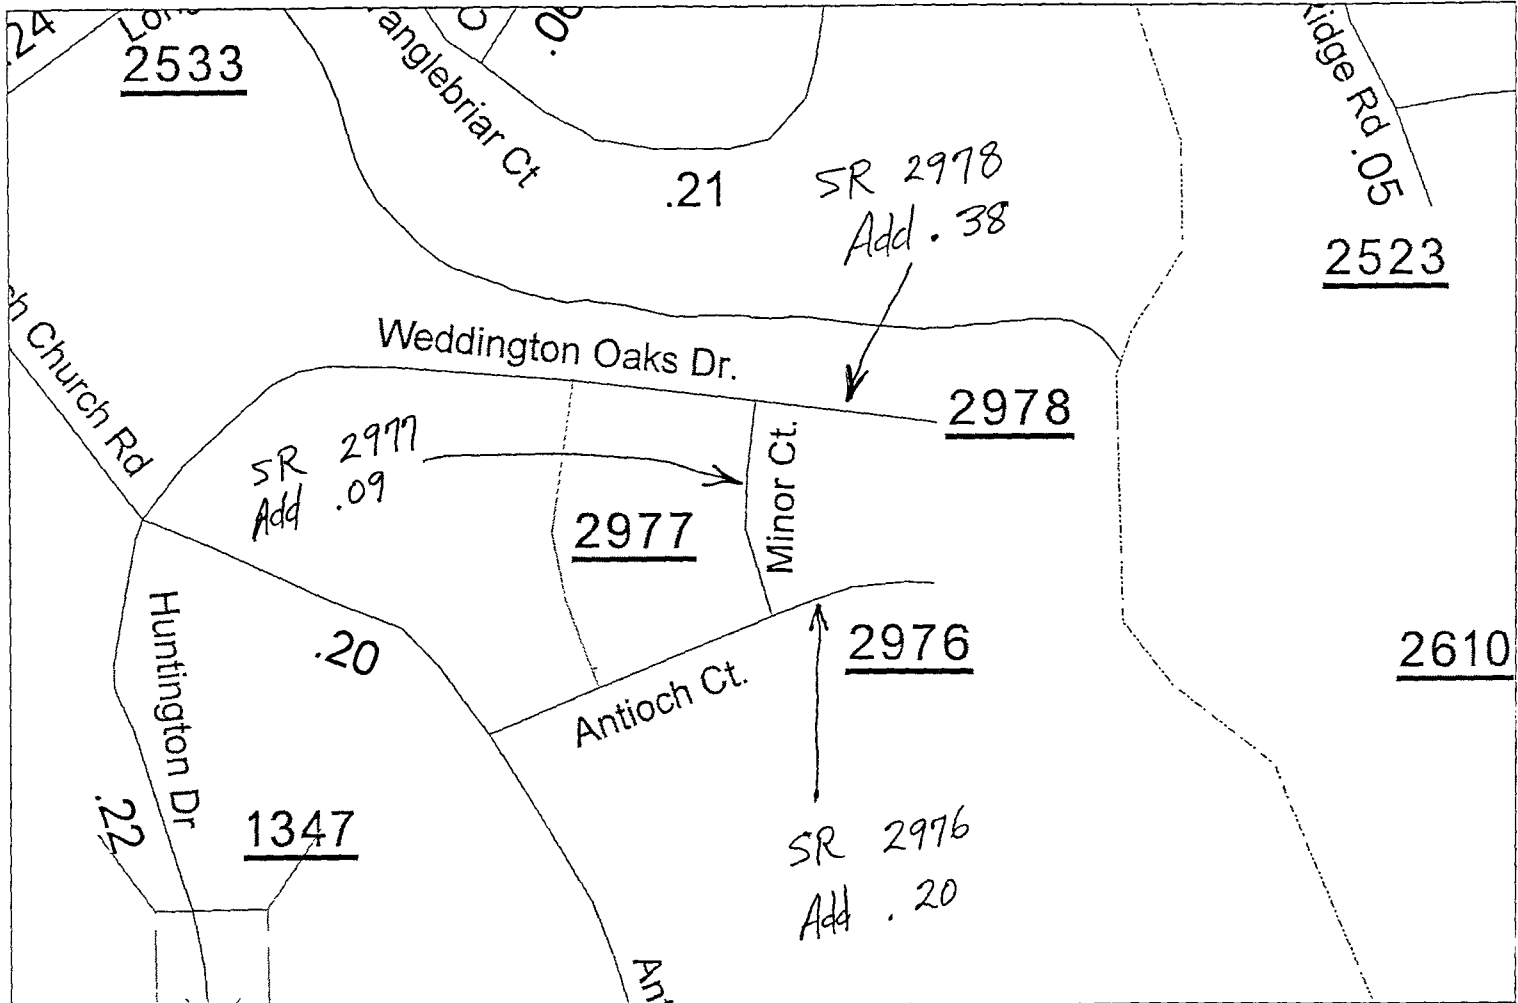 .24
2533
anglebriar Ct
.21
SR 2978
Add .38
Ridge Rd
.05
2523
Church Rd
Weddington Oaks Dr.
2978
SR 2977
Add .09
2977
Minor Ct.
Huntington Dr
.20
Antioch Ct.
2976
2610
.22
1347
SR 2976
Add .20